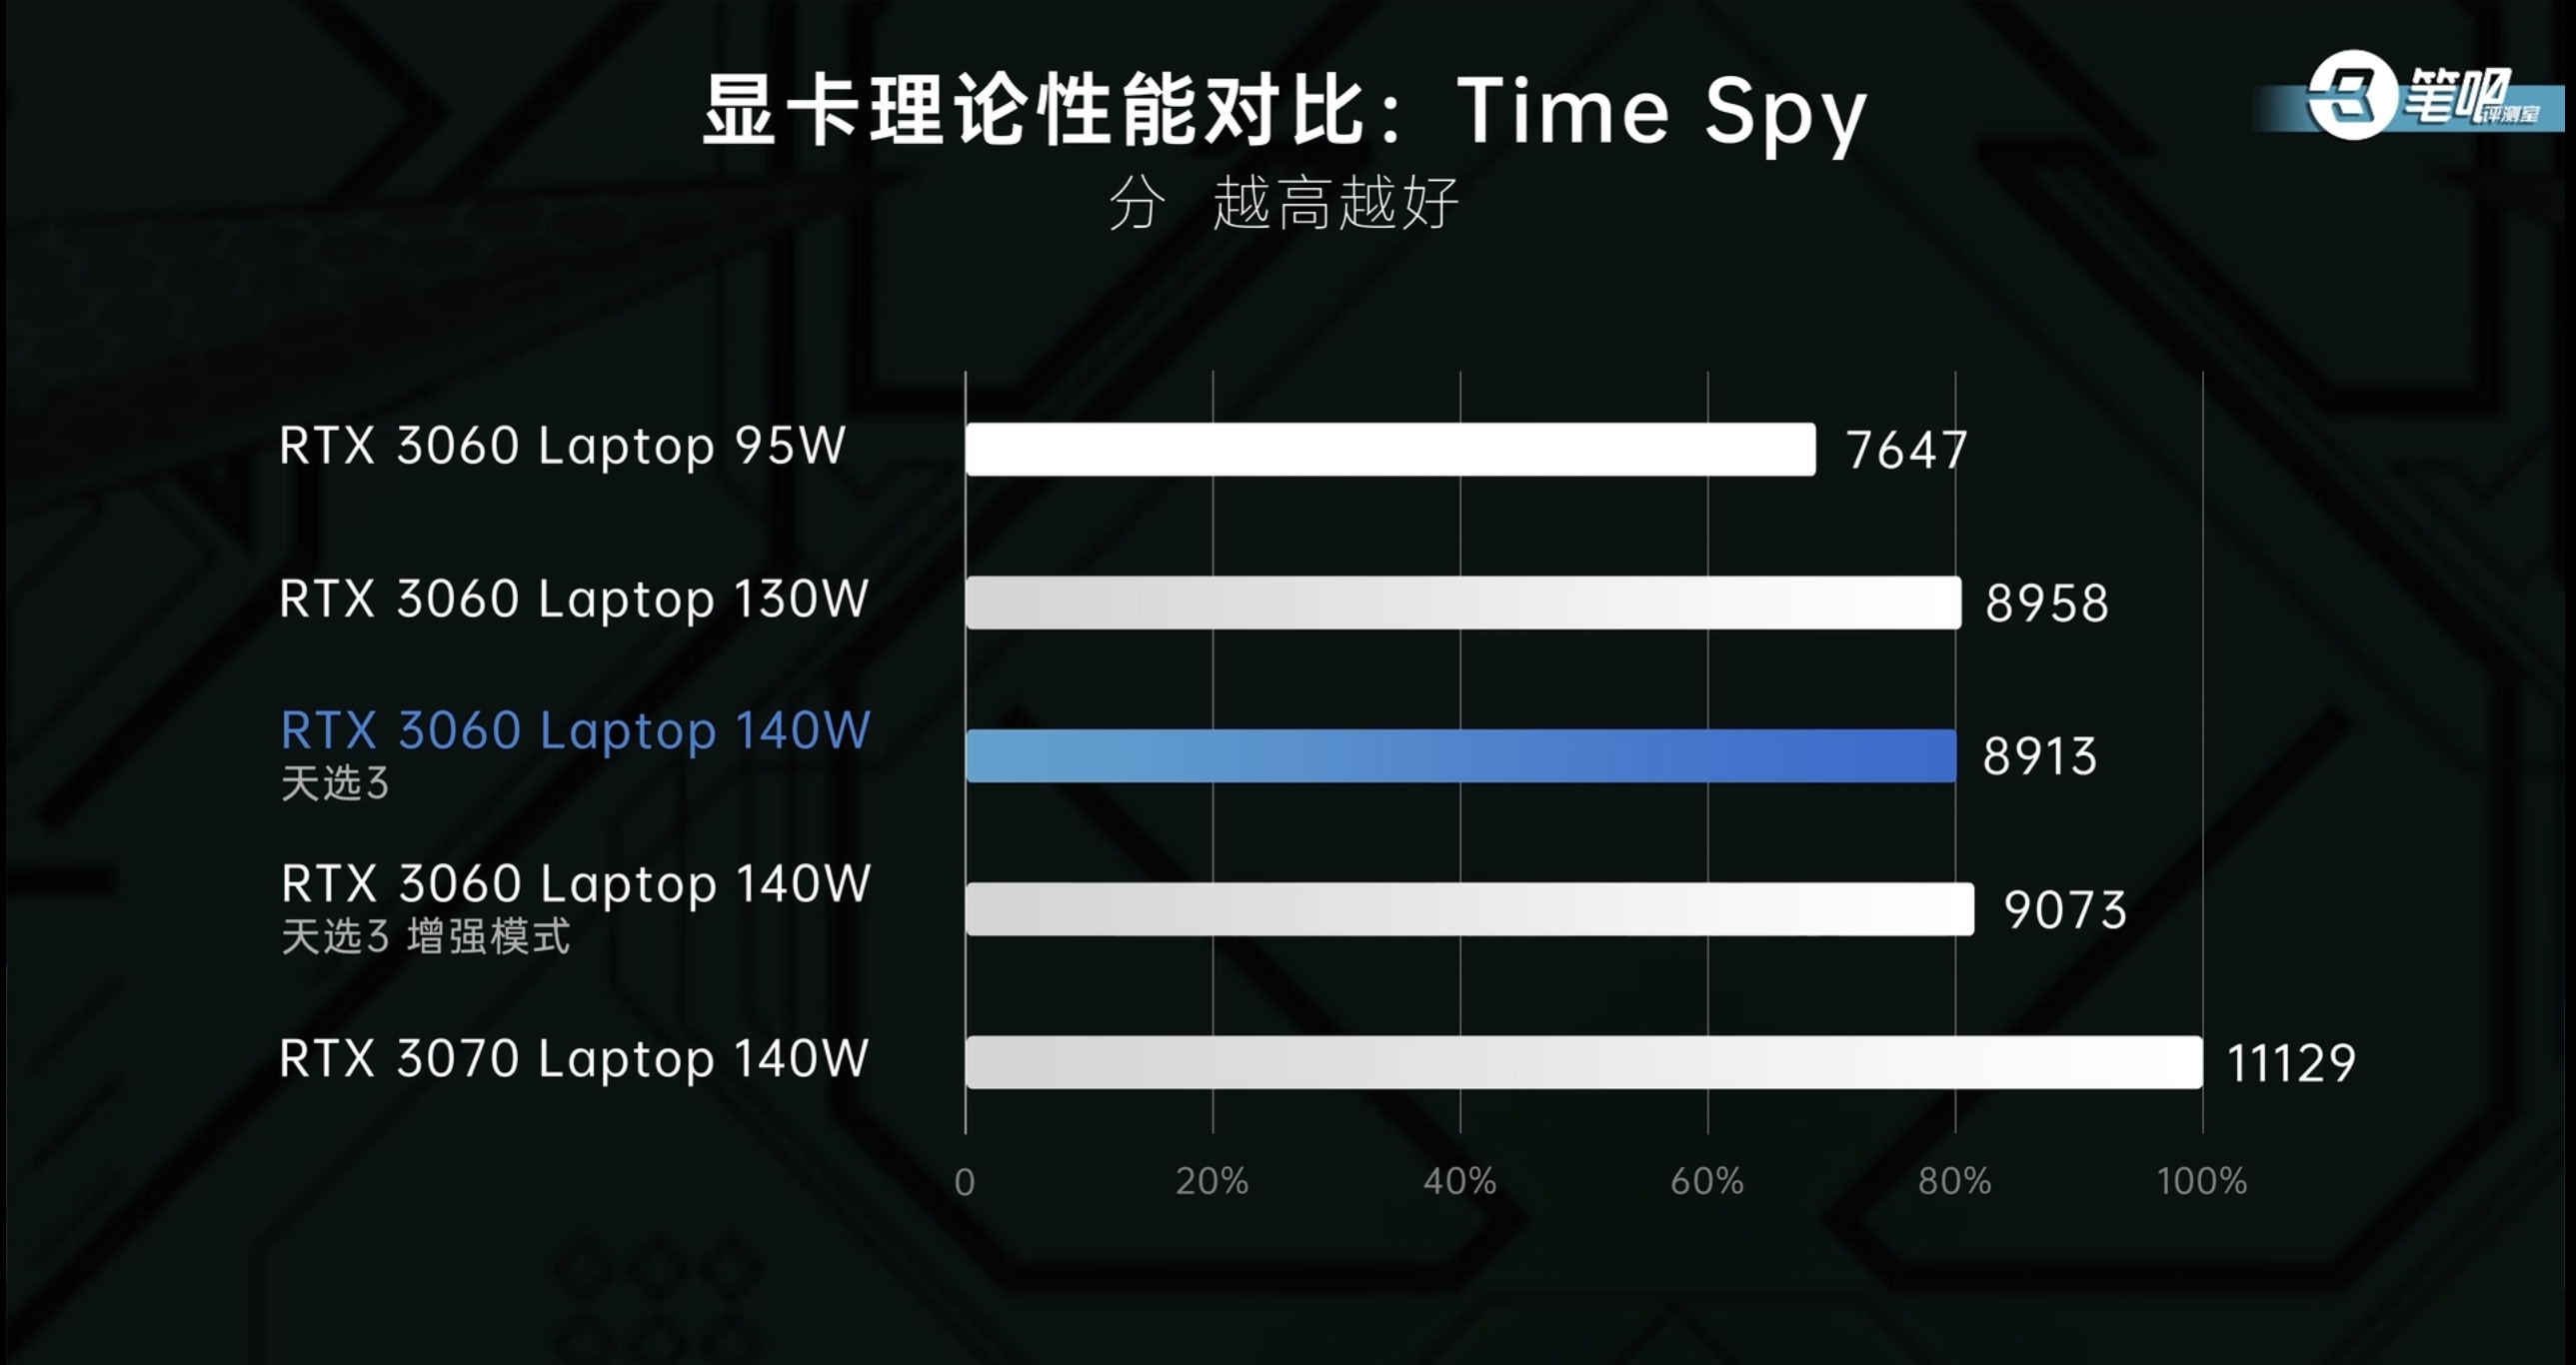 显卡理论性能对比：Time Spy
笔吧评测室
分 越高越好
RTX 3060 Laptop 95W 7647
RTX 3060 Laptop 130W 8958
RTX 3060 Laptop 140W 8913
天选3
RTX 3060 Laptop 140W 9073
天选3 增强模式
RTX 3070 Laptop 140W 11129
0 20% 40% 60% 80% 100%